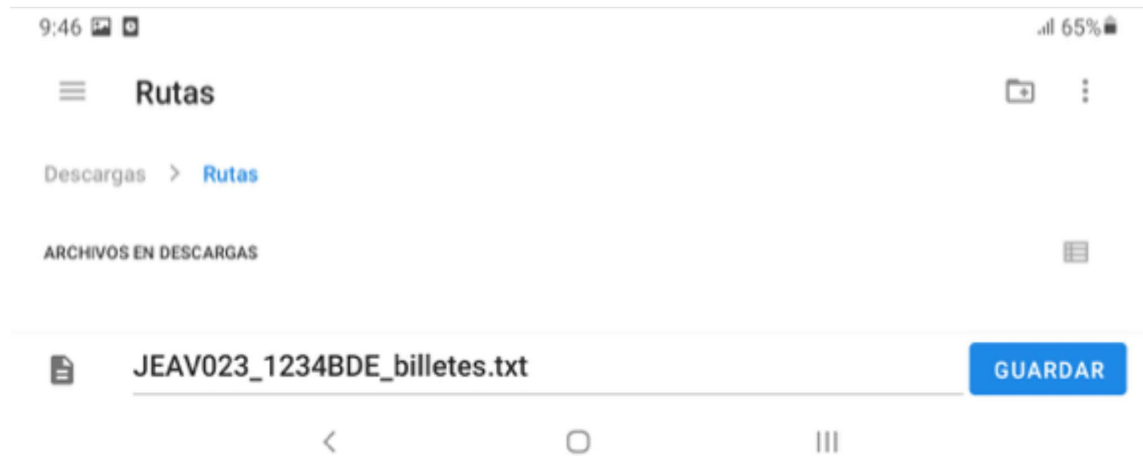 9:46 65%
Rutas
Descargas > Rutas
ARCHIVOS EN DESCARGAS
JEAV023_1234BDE_billetes.txt GUARDAR